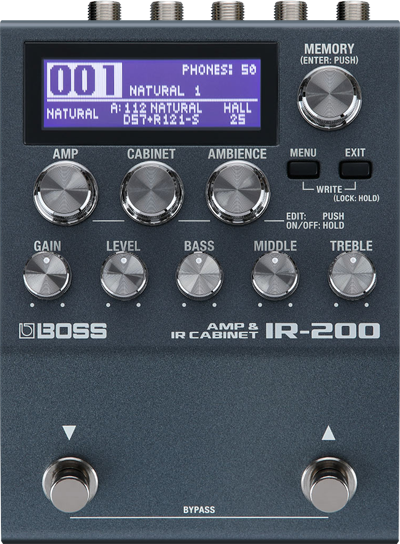 MEMORY
(ENTER: PUSH)
001
PHONES: 50
NATURAL 1
NATURAL
A:112 NATURAL
D57+R121-S
HALL
25
AMP
CABINET
AMBIENCE
MENU
EXIT
WRITE
(LOCK: HOLD)
EDIT: PUSH
ON/OFF: HOLD
GAIN
LEVEL
BASS
MIDDLE
TREBLE
BOSS
AMP &
IR CABINET
IR-200
▼
▲
BYPASS